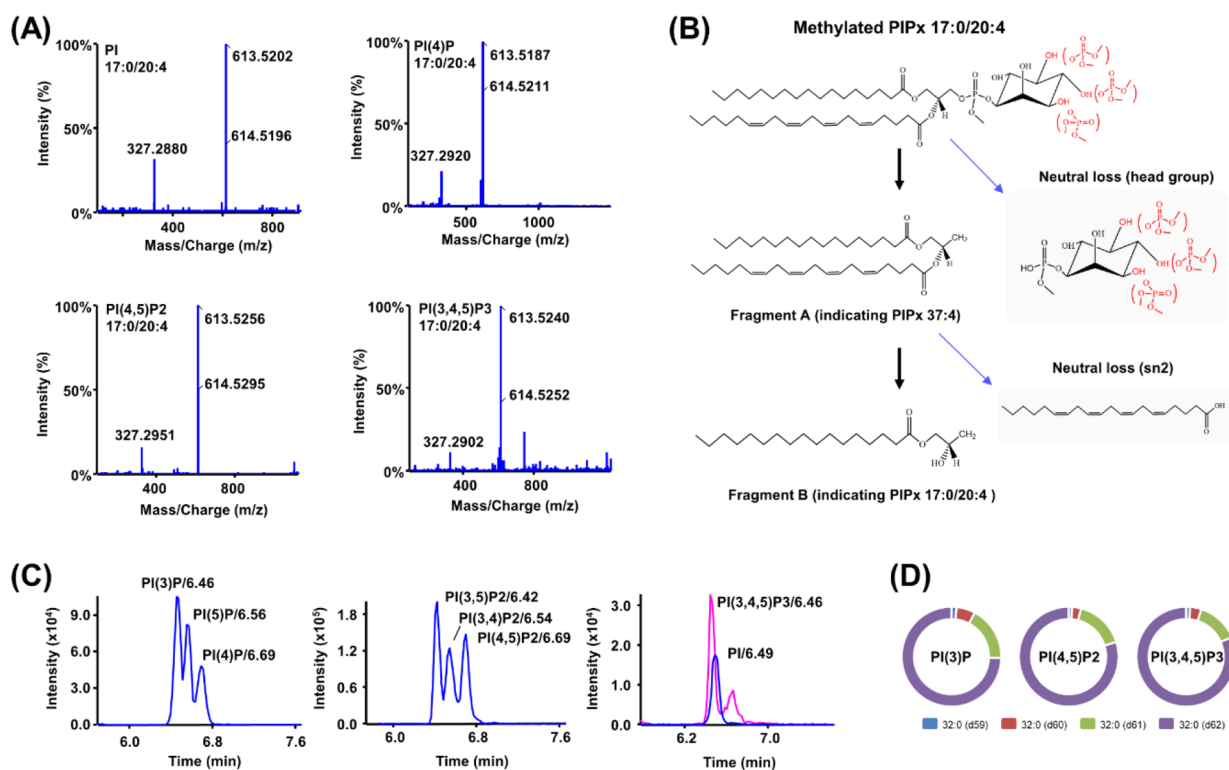 (A)
PI
17:0/20:4
100%
50%
0%
Intensity (%)
613.5202
614.5196
327.2880
400
800
Mass/Charge (m/z)
PI(4)P
17:0/20:4
100%
50%
0%
Intensity (%)
613.5187
614.5211
327.2920
500
1000
Mass/Charge (m/z)
PI(4,5)P2
17:0/20:4
100%
50%
0%
Intensity (%)
613.5256
614.5295
327.2951
400
800
Mass/Charge (m/z)
PI(3,4,5)P3
17:0/20:4
100%
50%
0%
Intensity (%)
613.5240
614.5252
327.2902
400
800
Mass/Charge (m/z)
(B)
Methylated PIPx 17:0/20:4
Neutral loss (head group)
Fragment A (indicating PIPx 37:4)
Neutral loss (sn2)
Fragment B (indicating PIPx 17:0/20:4 )
(C)
Intensity (x10⁴)
9.0
6.0
3.0
0.0
PI(3)P/6.46
PI(5)P/6.56
PI(4)P/6.69
6.0
6.8
7.6
Time (min)
Intensity (x10⁵)
1.8
1.2
0.6
0.0
PI(3,5)P2/6.42
PI(3,4)P2/6.54
PI(4,5)P2/6.69
6.0
6.8
7.6
Time (min)
Intensity (x10⁴)
3.0
2.0
1.0
0.0
PI(3,4,5)P3/6.46
PI/6.49
6.2
7.0
Time (min)
(D)
PI(3)P
PI(4,5)P2
PI(3,4,5)P3
32:0 (d59)
32:0 (d60)
32:0 (d61)
32:0 (d62)